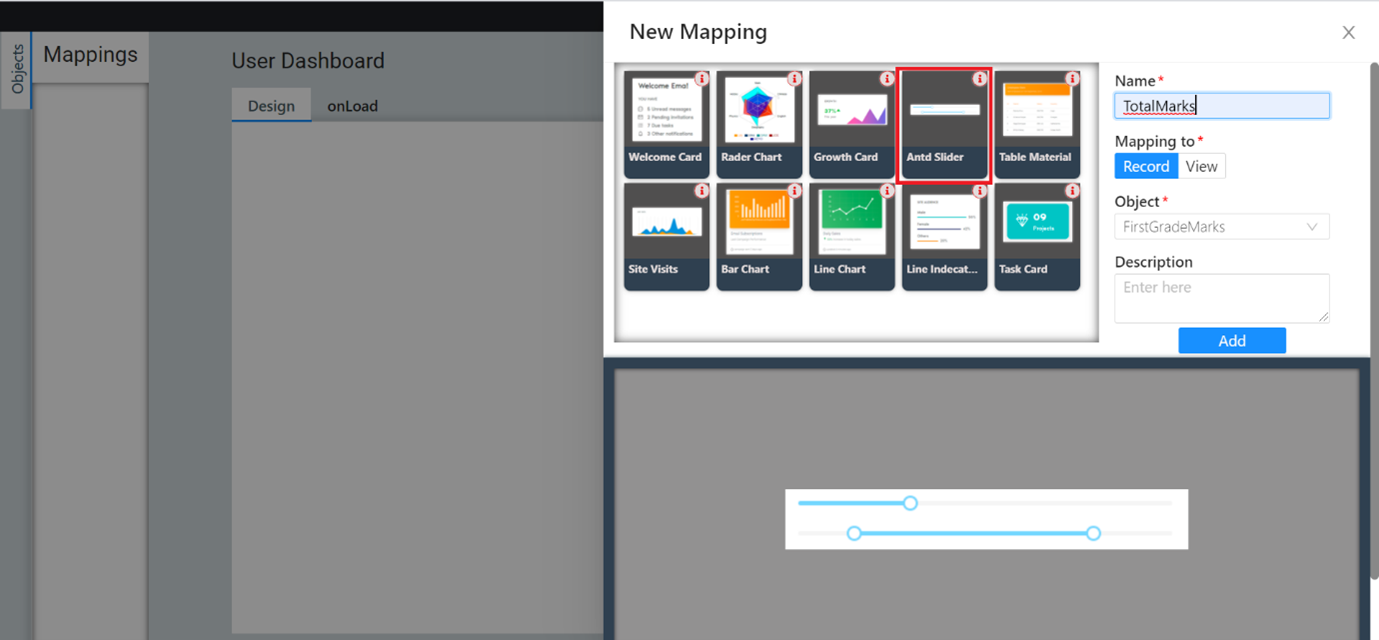 New Mapping
Objects
Mappings
User Dashboard
Design
onLoad
Welcome Ema!
6 Unread messages
2 Pending invitations
7 Due tasks
3 Other notifications
37%
09
Projects
Welcome Card
Rader Chart
Growth Card
Antd Slider
Table Material
Site Visits
Bar Chart
Line Chart
Line Indecat...
Task Card
Name*
TotalMarks
Mapping to*
Record
View
Object*
FirstGradeMarks
Description
Enter here
Add